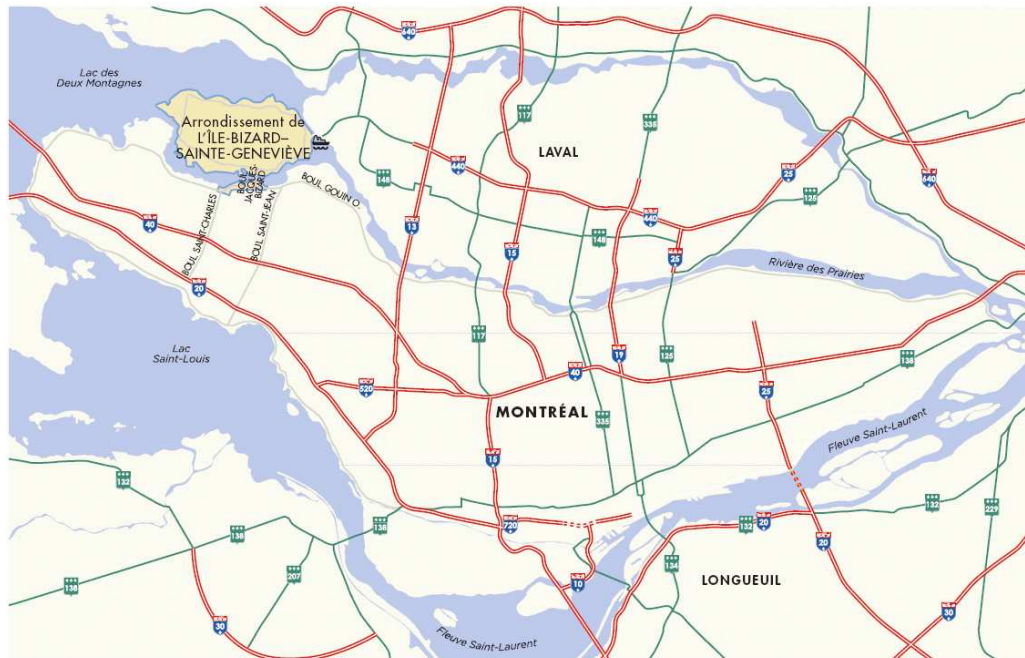 640
Lac des
Deux Montagnes
Arrondissement de
L'ÎLE-BIZARD–
SAINTE-GENEVIÈVE
117
335
LAVAL
440
148
25
640
125
BOUL
JACQUES-
BIZARD
BOUL GOUIN O.
BOUL SAINT-CHARLES
BOUL SAINT-JEAN
40
13
440
148
15
25
Rivière des Prairies
20
Lac
Saint-Louis
117
19
125
138
40
520
25
MONTRÉAL
335
Fleuve Saint-Laurent
15
132
138
720
132
20
132
229
138
20
134
207
138
10
LONGUEUIL
30
30
Fleuve Saint-Laurent